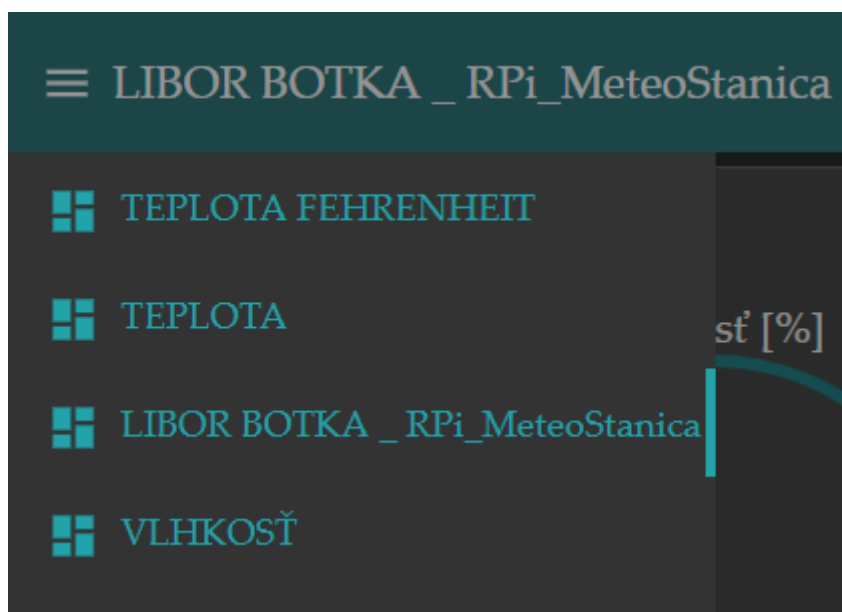 LIBOR BOTKA _ RPi_MeteoStanica
TEPLOTA FEHRENHEIT
TEPLOTA
sť [%]
LIBOR BOTKA _ RPi_MeteoStanica
VLHKOSŤ